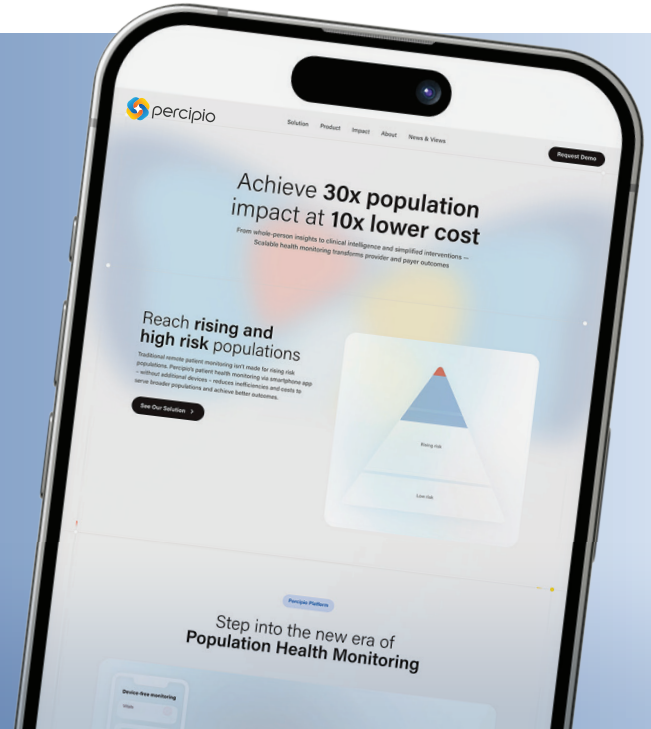 percipio
Solution Product Impact About News & Views
Request Demo
Achieve 30x population
impact at 10x lower cost
From whole-person insights to clinical intelligence and simplified interventions —
Scalable health monitoring transforms provider and payer outcomes
Reach rising and
high risk populations
Traditional remote patient monitoring isn't made for rising risk
populations. Percipio's patient health monitoring via smartphone app
- without additional devices - reduces inefficiencies and costs to
serve broader populations and achieve better outcomes.
See Our Solution >
Rising risk
Low risk
Percipio Platform
Step into the new era of
Population Health Monitoring
Device-free monitoring